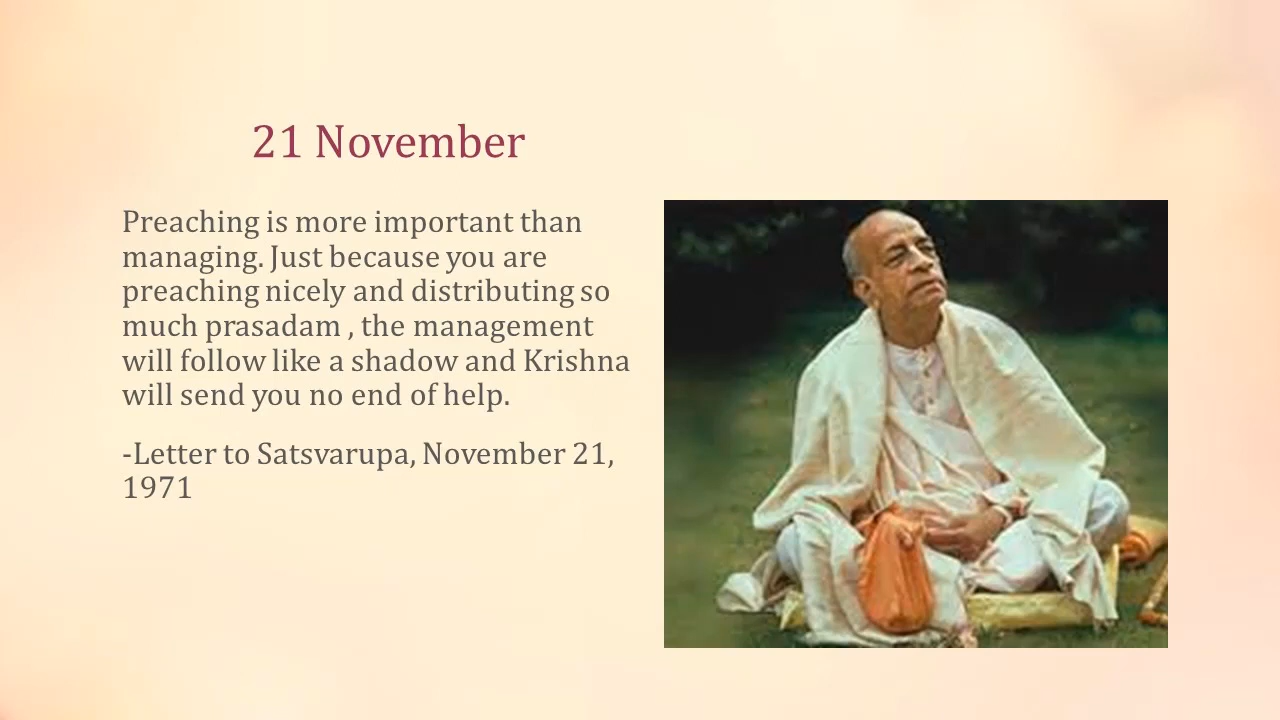 21 November
Preaching is more important than
managing. Just because you are
preaching nicely and distributing so
much prasadam , the management
will follow like a shadow and Krishna
will send you no end of help.
-Letter to Satsvarupa, November 21,
1971